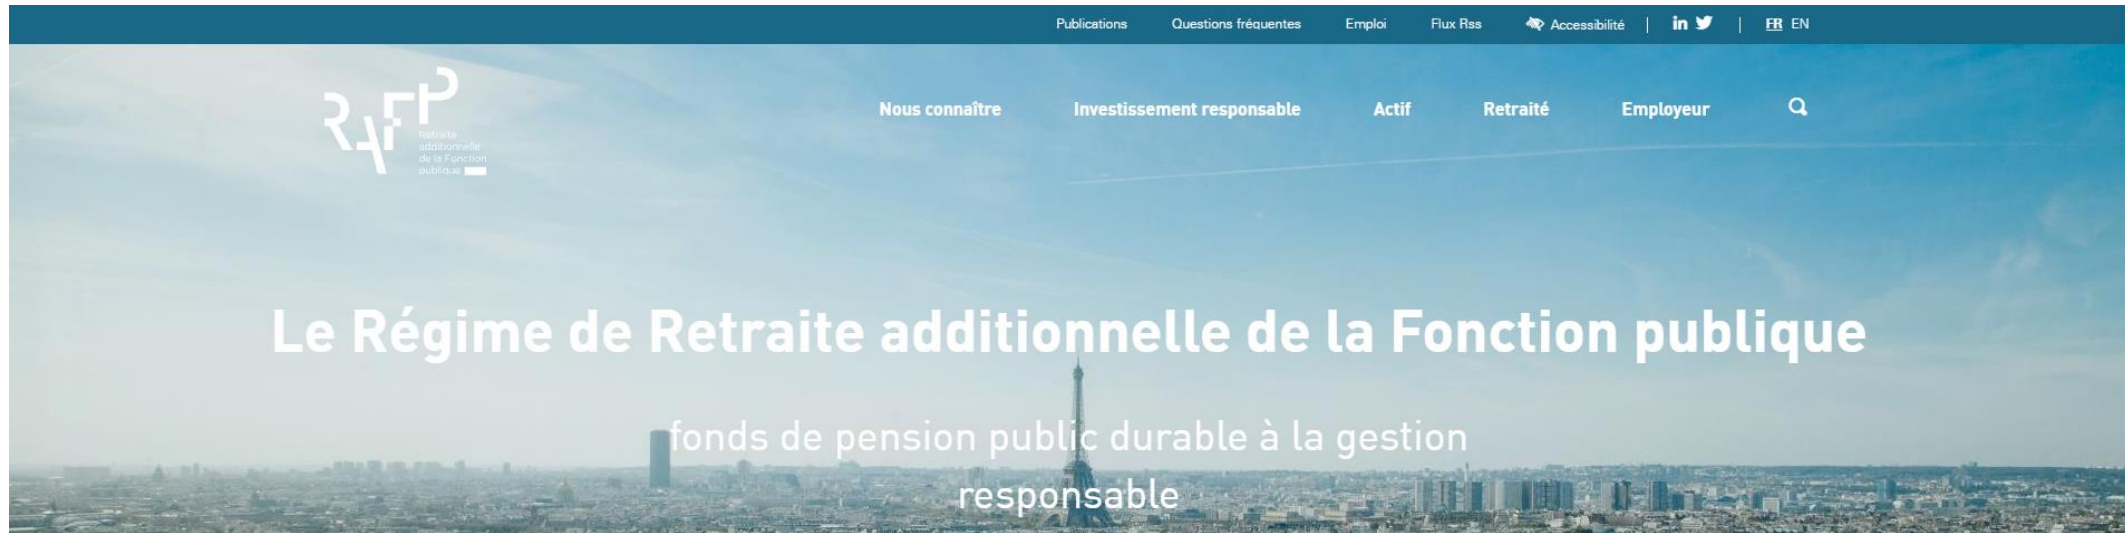 Publications Questions fréquentes Emploi Flux Rss Accessibilité | in | FR EN
RAFP
Retraite
additionnelle
de la Fonction
publique
Nous connaître Investissement responsable Actif Retraité Employeur
Le Régime de Retraite additionnelle de la Fonction publique
fonds de pension public durable à la gestion
responsable